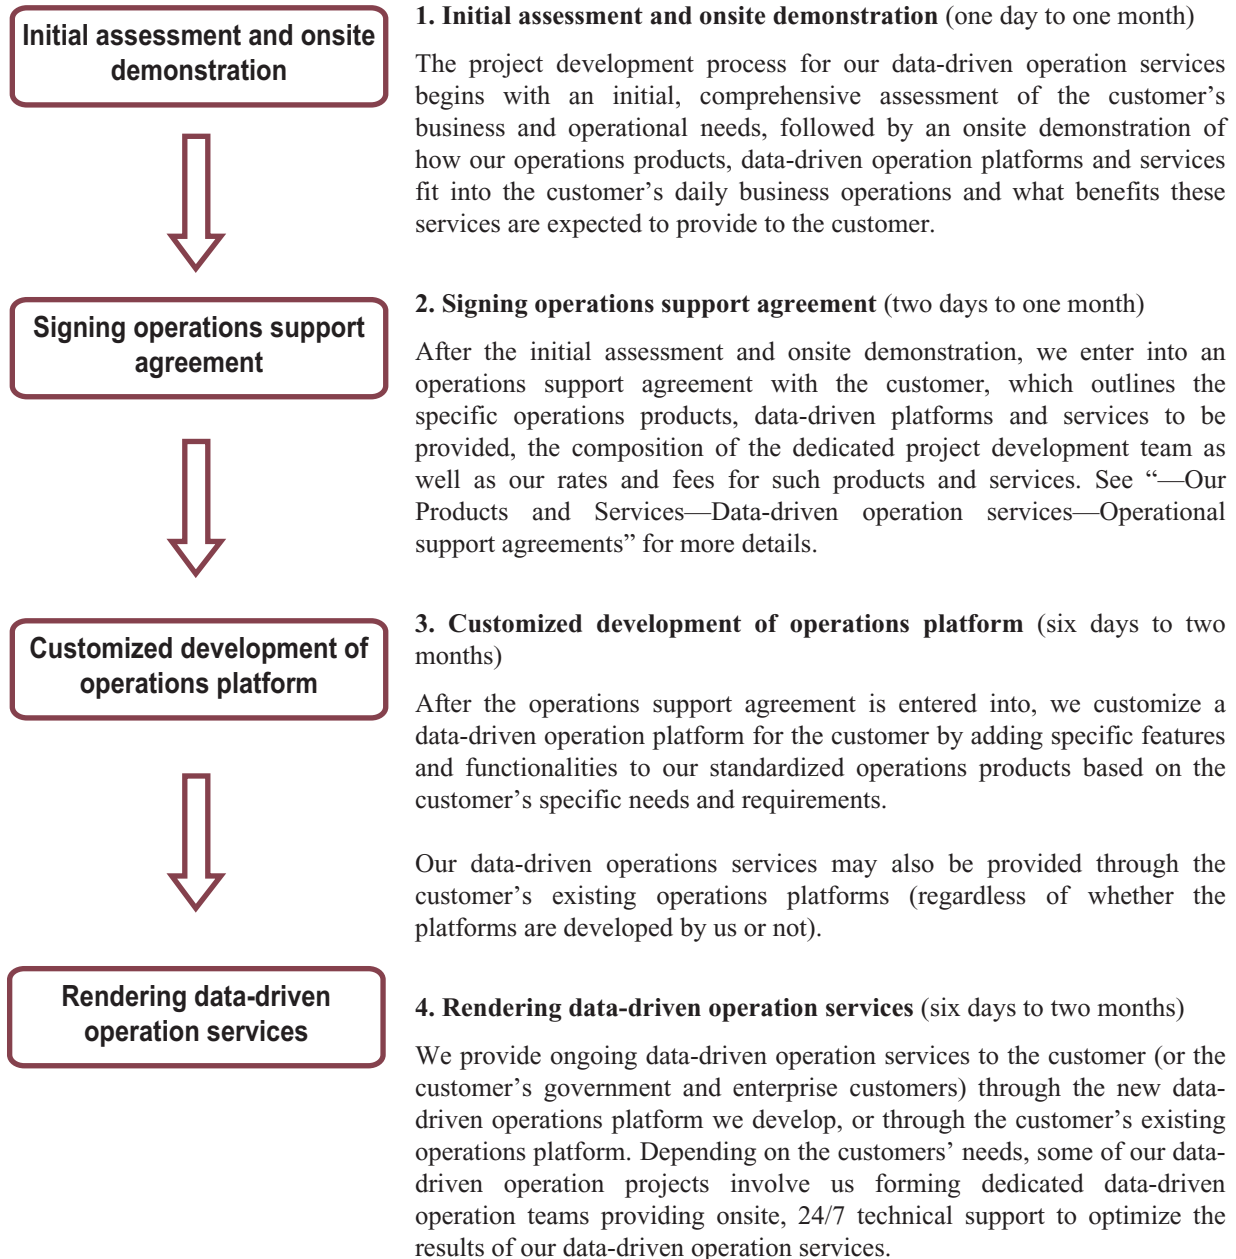 Initial assessment and onsite
demonstration
1. Initial assessment and onsite demonstration (one day to one month)
The project development process for our data-driven operation services
begins with an initial, comprehensive assessment of the customer’s
business and operational needs, followed by an onsite demonstration of
how our operations products, data-driven operation platforms and services
fit into the customer’s daily business operations and what benefits these
services are expected to provide to the customer.
Signing operations support
agreement
2. Signing operations support agreement (two days to one month)
After the initial assessment and onsite demonstration, we enter into an
operations support agreement with the customer, which outlines the
specific operations products, data-driven platforms and services to be
provided, the composition of the dedicated project development team as
well as our rates and fees for such products and services. See “—Our
Products and Services—Data-driven operation services—Operational
support agreements” for more details.
Customized development of
operations platform
3. Customized development of operations platform (six days to two
months)
After the operations support agreement is entered into, we customize a
data-driven operation platform for the customer by adding specific features
and functionalities to our standardized operations products based on the
customer’s specific needs and requirements.
Our data-driven operations services may also be provided through the
customer’s existing operations platforms (regardless of whether the
platforms are developed by us or not).
Rendering data-driven
operation services
4. Rendering data-driven operation services (six days to two months)
We provide ongoing data-driven operation services to the customer (or the
customer’s government and enterprise customers) through the new data-
driven operations platform we develop, or through the customer’s existing
operations platform. Depending on the customers’ needs, some of our data-
driven operation projects involve us forming dedicated data-driven
operation teams providing onsite, 24/7 technical support to optimize the
results of our data-driven operation services.